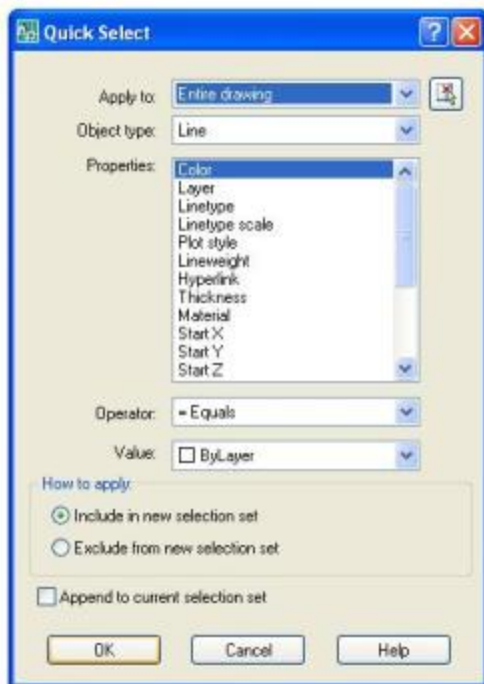 Quick Select
Apply to: Entire drawing
Object type: Line
Properties: Color
Layer
Linetype
Linetype scale
Plot style
Lineweight
Hyperlink
Thickness
Material
Start X
Start Y
Start Z
Operator: = Equals
Value: ByLayer
How to apply:
Include in new selection set
Exclude from new selection set
Append to current selection set
OK Cancel Help